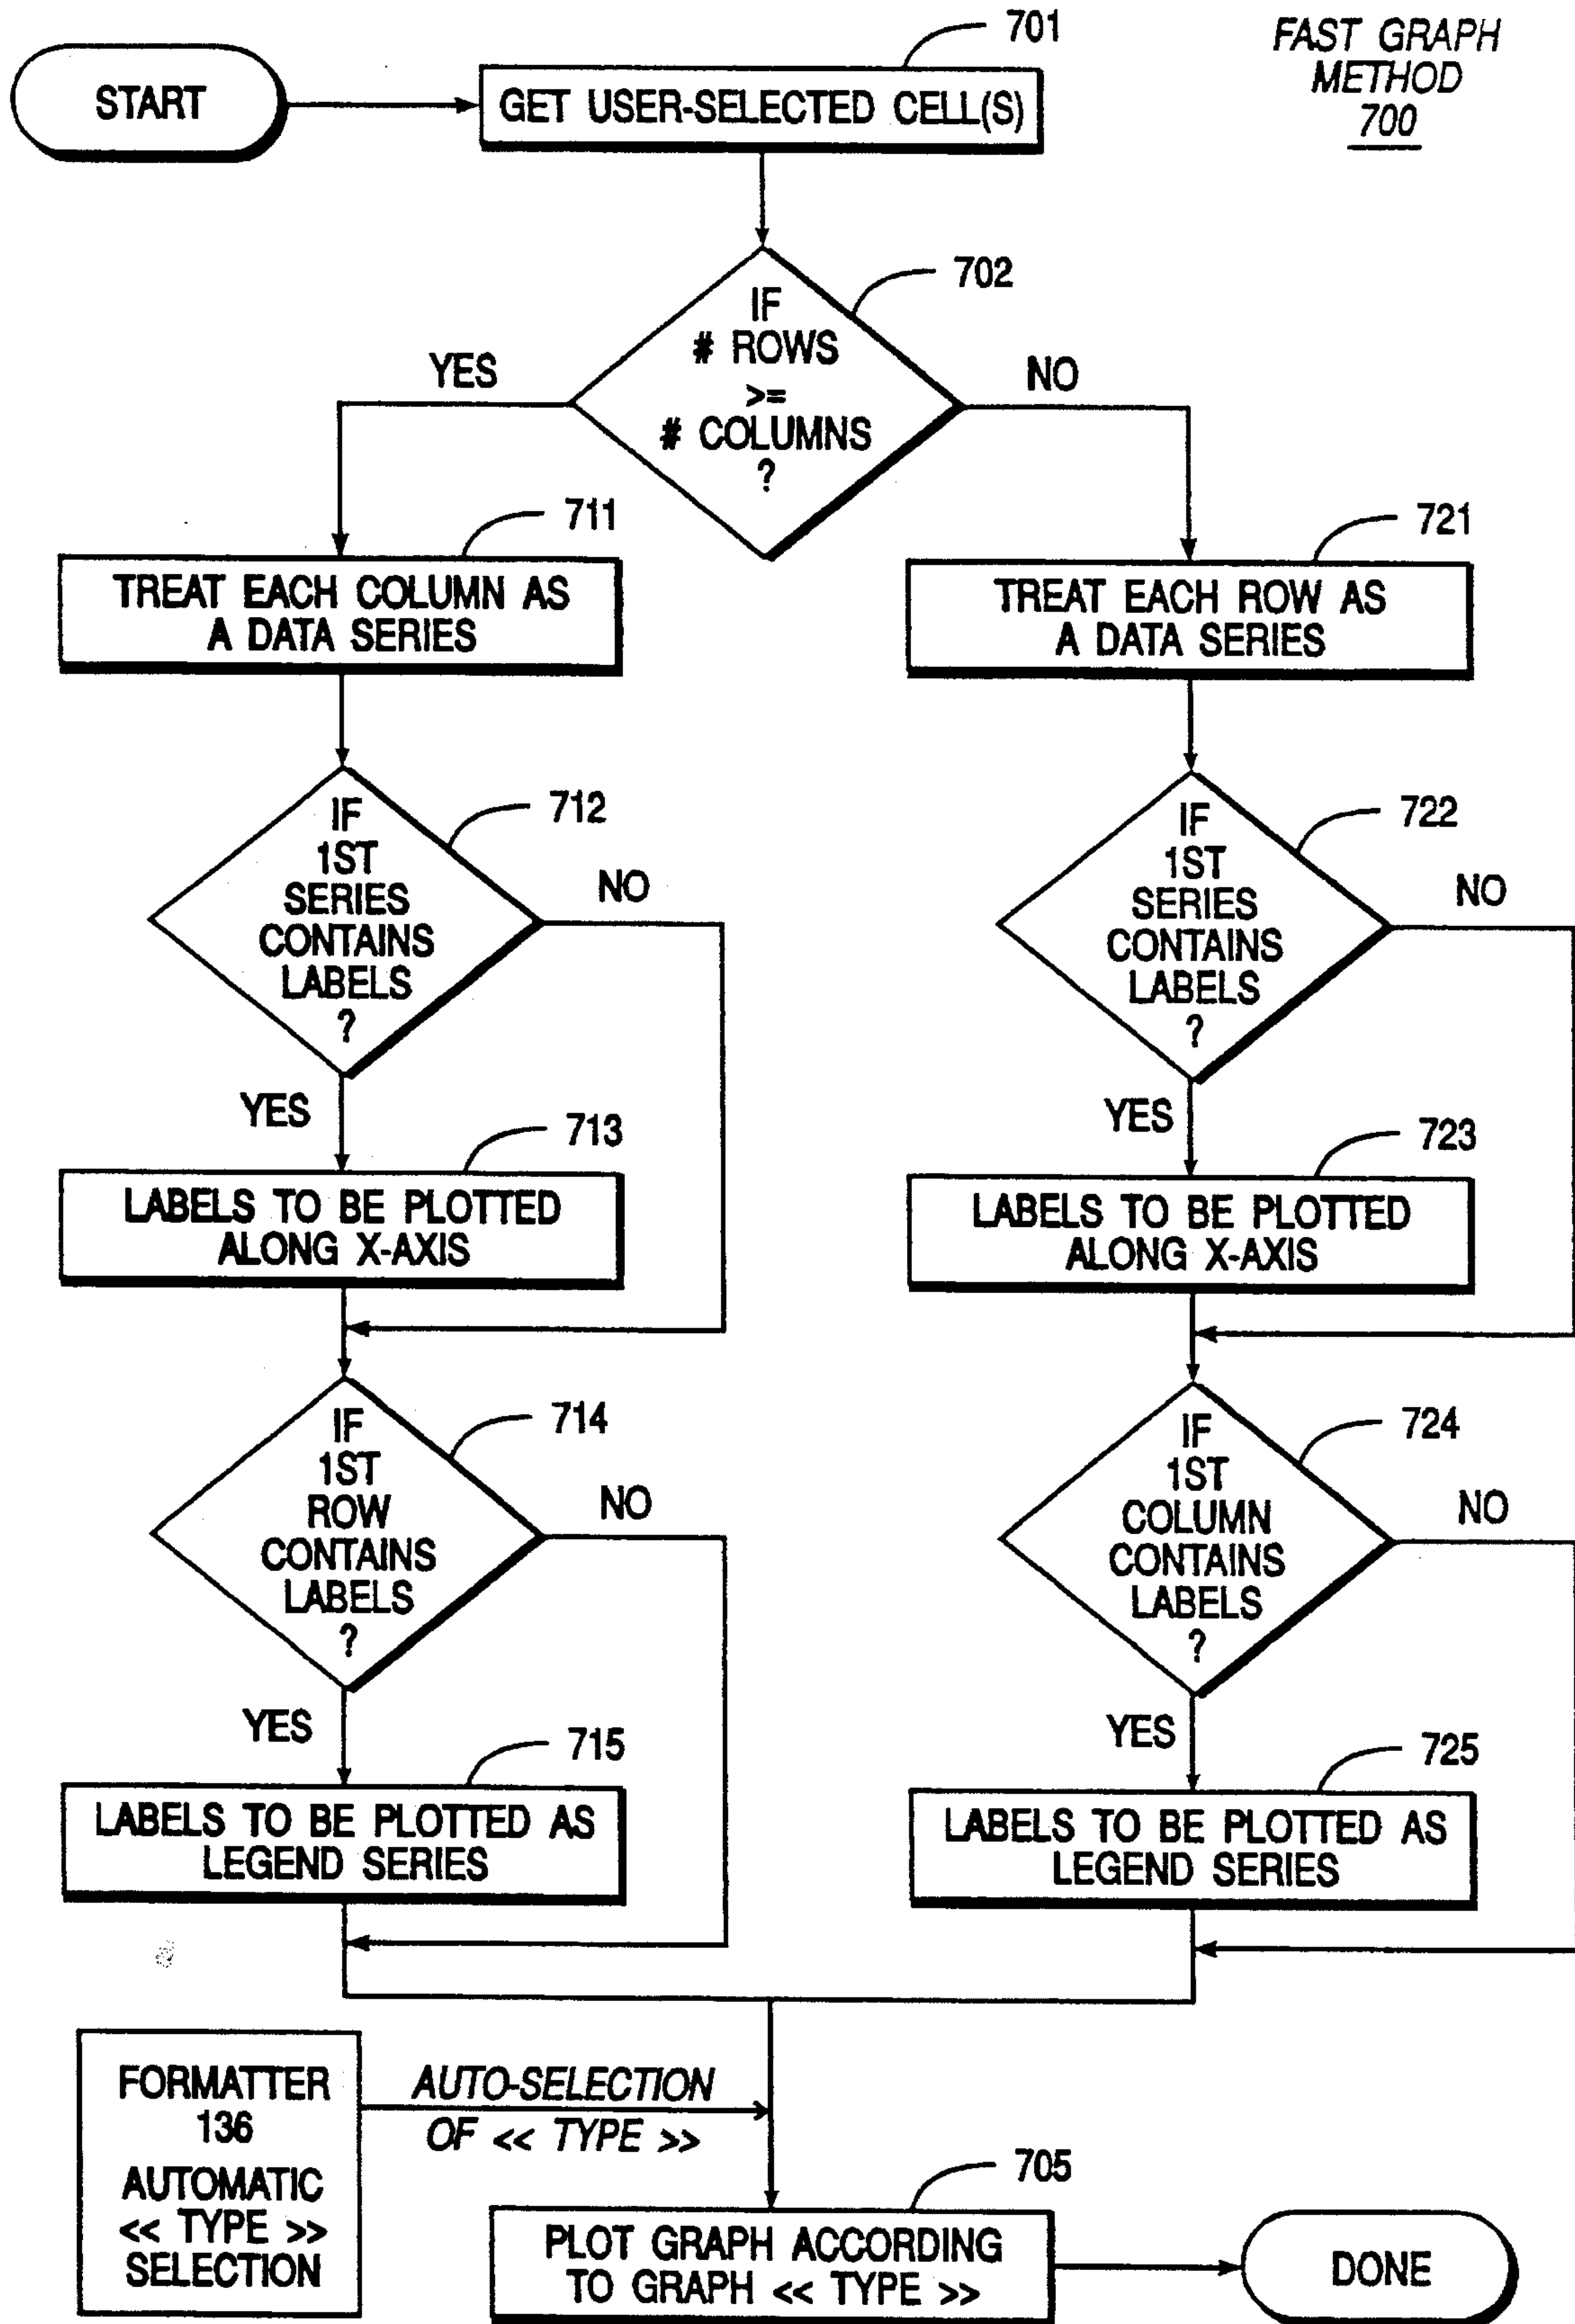 FAST GRAPH
METHOD
700
START
701
GET USER-SELECTED CELL(S)
702
IF
# ROWS
>=
# COLUMNS
?
YES
NO
711
TREAT EACH COLUMN AS
A DATA SERIES
712
IF
1ST
SERIES
CONTAINS
LABELS
?
NO
YES
713
LABELS TO BE PLOTTED
ALONG X-AXIS
714
IF
1ST
ROW
CONTAINS
LABELS
?
NO
YES
715
LABELS TO BE PLOTTED AS
LEGEND SERIES
721
TREAT EACH ROW AS
A DATA SERIES
722
IF
1ST
SERIES
CONTAINS
LABELS
?
NO
YES
723
LABELS TO BE PLOTTED
ALONG X-AXIS
724
IF
1ST
COLUMN
CONTAINS
LABELS
?
NO
YES
725
LABELS TO BE PLOTTED AS
LEGEND SERIES
FORMATTER
136
AUTOMATIC
<< TYPE >>
SELECTION
AUTO-SELECTION
OF << TYPE >>
705
PLOT GRAPH ACCORDING
TO GRAPH << TYPE >>
DONE